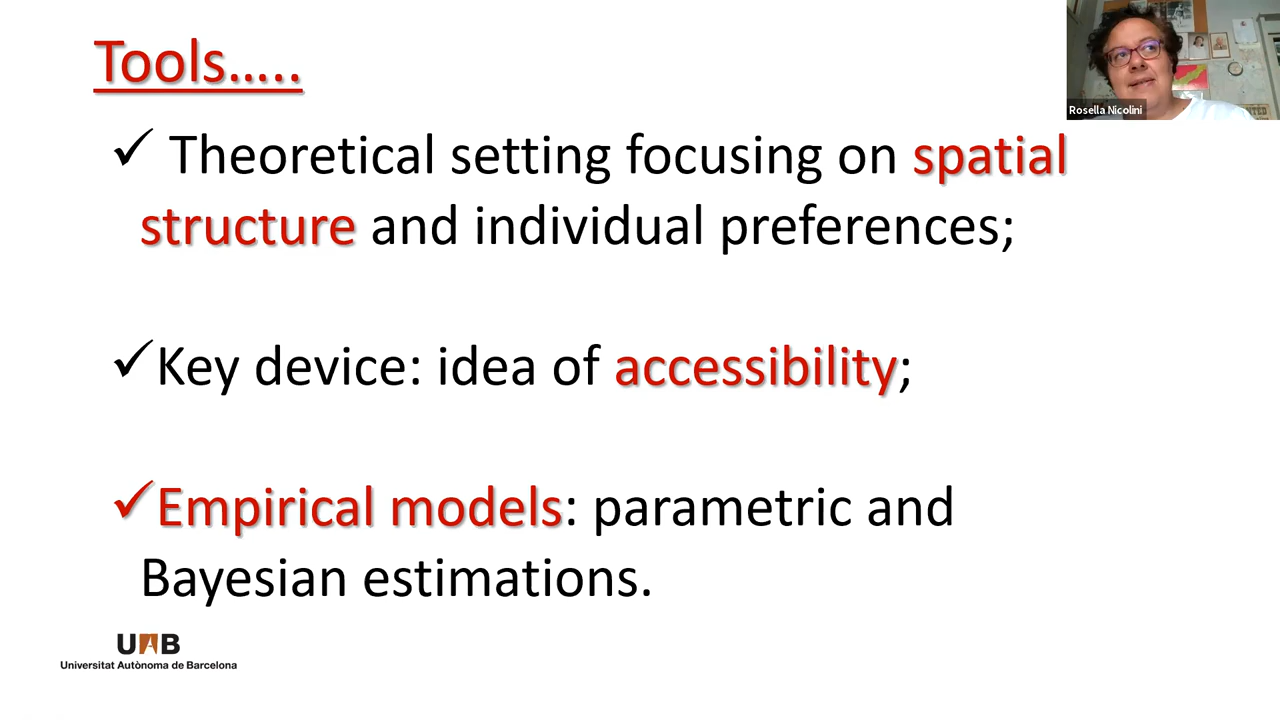 Tools…..
Rosella Nicolini
✓ Theoretical setting focusing on spatial
structure and individual preferences;
✓Key device: idea of accessibility;
✓Empirical models: parametric and
Bayesian estimations.
UAB
Universitat Autònoma de Barcelona